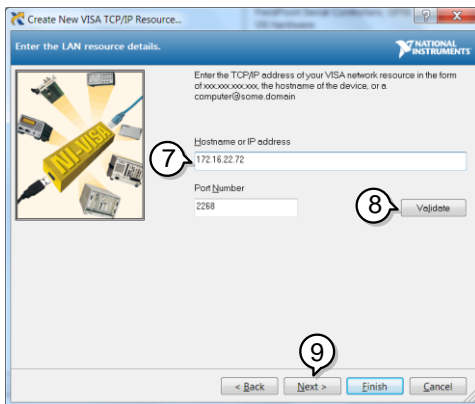 Create New VISA TCP/IP Resource...
Enter the LAN resource details.
NATIONAL
INSTRUMENTS
Enter the TCP/IP address of your VISA network resource in the form
of xxx.xxx.xxx.xxx, the hostname of the device, or a
computer@some.domain
NI-VISA
Hostname or IP address
7
172.16.22.72
Port Number
2268
8
Validate
9
< Back
Next >
Finish
Cancel